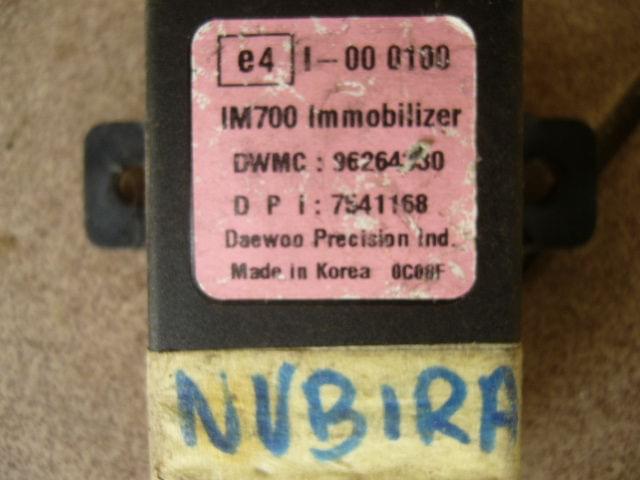 e4 I-00 0100
IM700 Immobilizer
DWMC :
D P I : 7541168
Daewoo Precision Ind.
Made in Korea 0C08F
NUBIRA